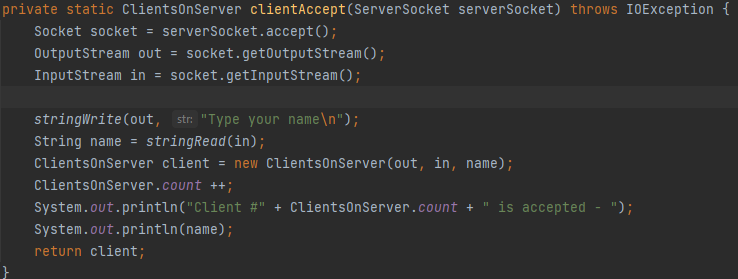 private static ClientsOnServer clientAccept(ServerSocket serverSocket) throws IOException {
    Socket socket = serverSocket.accept();
    OutputStream out = socket.getOutputStream();
    InputStream in = socket.getInputStream();

    stringWrite(out, str: "Type your name\n");
    String name = stringRead(in);
    ClientsOnServer client = new ClientsOnServer(out, in, name);
    ClientsOnServer.count ++;
    System.out.println("Client #" + ClientsOnServer.count + " is accepted - ");
    System.out.println(name);
    return client;
}